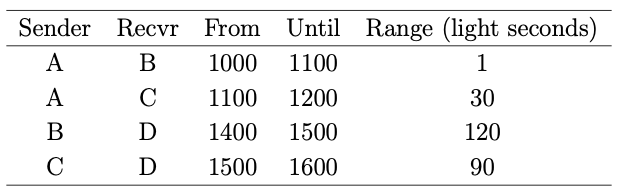 Sender Recvr From Until Range (light seconds)
A B 1000 1100 1
A C 1100 1200 30
B D 1400 1500 120
C D 1500 1600 90